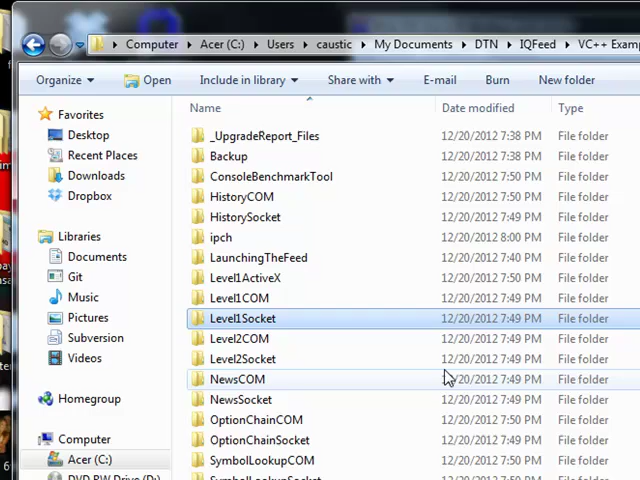 Computer Acer (C:) Users caustic My Documents DTN IQFeed VC++ Exam
Organize Open Include in library Share with E-mail Burn New folder
Favorites
Desktop
Recent Places
Downloads
Dropbox
Libraries
Documents
Git
Music
Pictures
Subversion
Videos
Homegroup
Computer
Acer (C:)
DVD RW Drive (D:)
Name Date modified Type
_UpgradeReport_Files 12/20/2012 7:38 PM File folder
Backup 12/20/2012 7:38 PM File folder
ConsoleBenchmarkTool 12/20/2012 7:50 PM File folder
HistoryCOM 12/20/2012 7:50 PM File folder
HistorySocket 12/20/2012 7:49 PM File folder
ipch 12/20/2012 8:00 PM File folder
LaunchingTheFeed 12/20/2012 7:49 PM File folder
Level1ActiveX 12/20/2012 7:50 PM File folder
Level1COM 12/20/2012 7:49 PM File folder
Level1Socket 12/20/2012 7:49 PM File folder
Level2COM 12/20/2012 7:49 PM File folder
Level2Socket 12/20/2012 7:49 PM File folder
NewsCOM 12/20/2012 7:49 PM File folder
NewsSocket 12/20/2012 7:49 PM File folder
OptionChainCOM 12/20/2012 7:50 PM File folder
OptionChainSocket 12/20/2012 7:49 PM File folder
SymbolLookupCOM 12/20/2012 7:50 PM File folder
SymbolLookupSocket